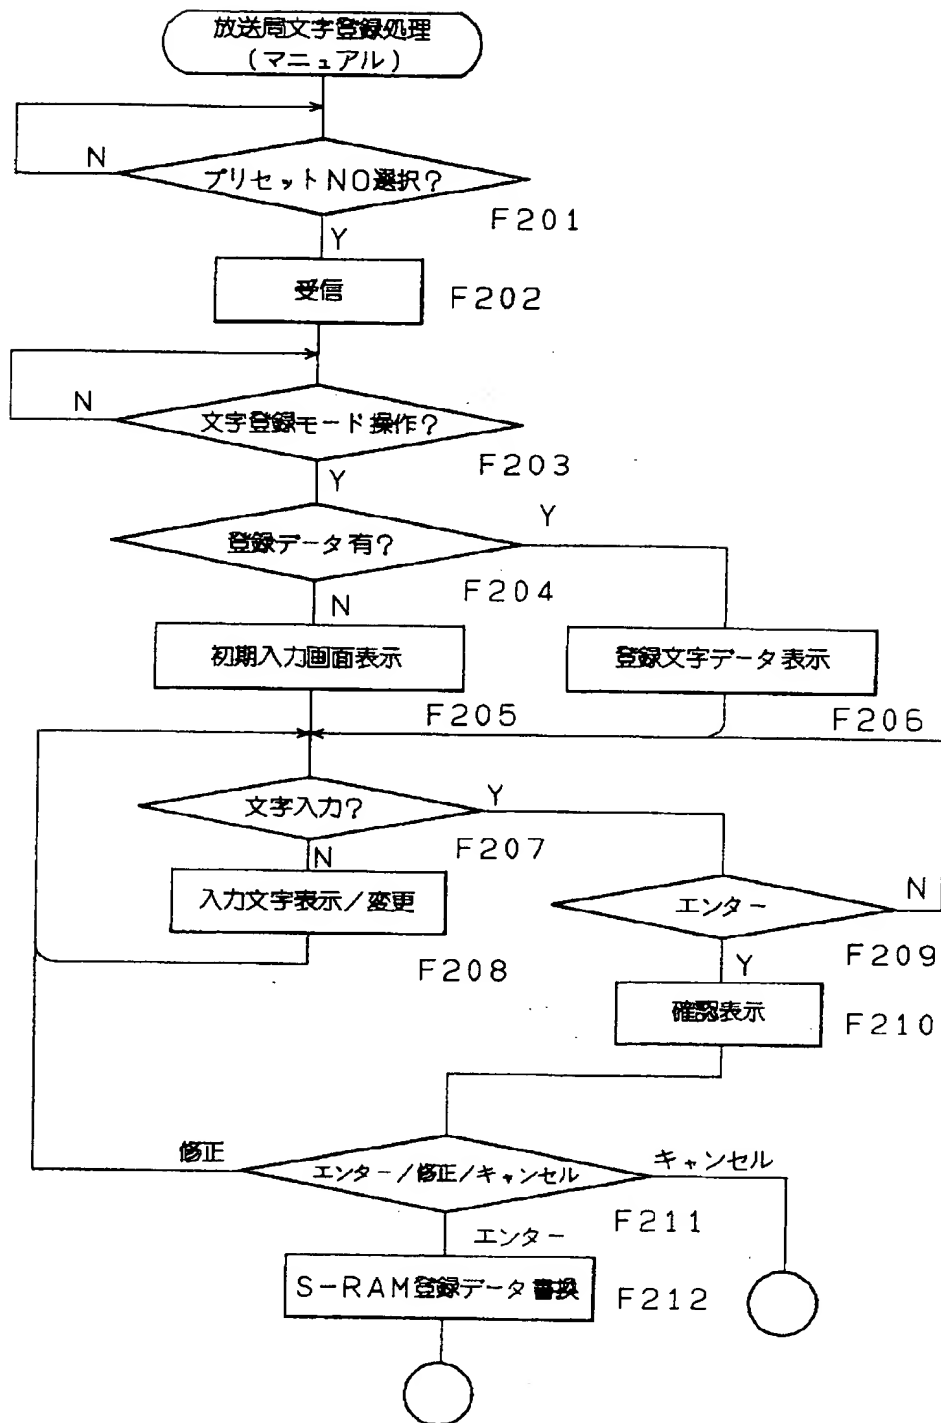 放送局文字登録処理
(マニュアル)
N
プリセットNO選択?
F201
Y
受信
F202
N
文字登録モード操作?
F203
Y
登録データ有?
Y
F204
N
初期入力画面表示
登録文字データ表示
F205
F206
文字入力?
Y
F207
N
入力文字表示/変更
エンター
N
F208
F209
Y
確認表示
F210
修正
エンター/修正/キャンセル
キャンセル
F211
エンター
S-RAM登録データ書換
F212